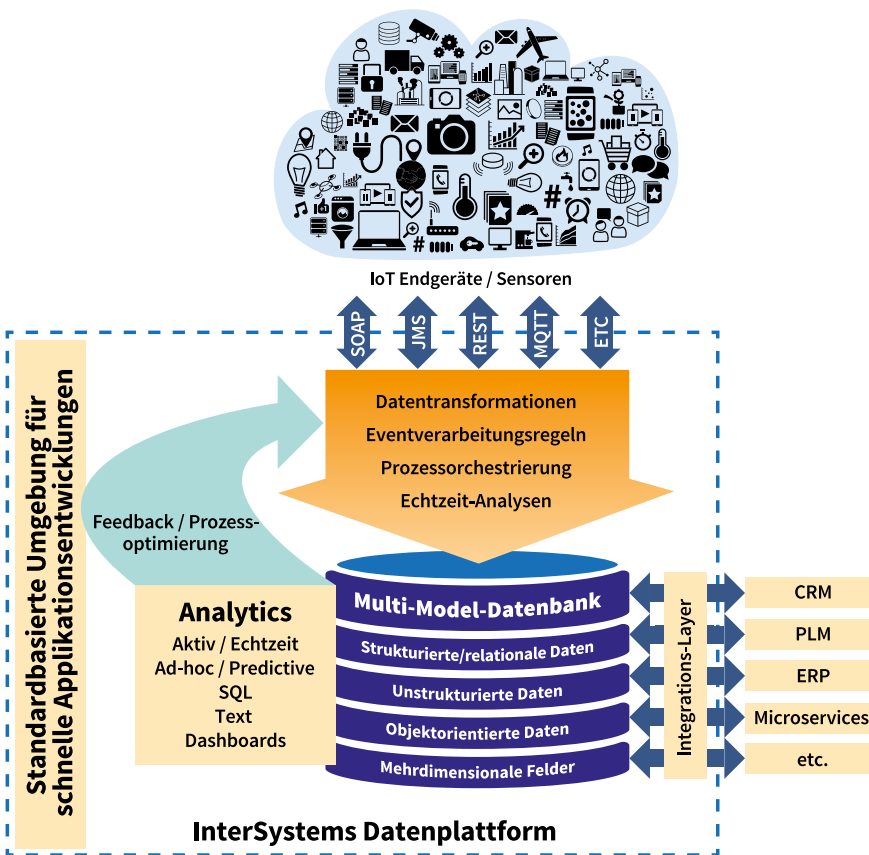 IoT Endgeräte / Sensoren
SOAP
JMS
REST
MQTT
ETC
Standardbasierte Umgebung für
schnelle Applikationsentwicklungen
Datentransformationen
Eventverarbeitungsregeln
Prozessorchestrierung
Echtzeit-Analysen
Feedback / Prozess-
optimierung
Analytics
Aktiv / Echtzeit
Ad-hoc / Predictive
SQL
Text
Dashboards
Multi-Model-Datenbank
Strukturierte/relationale Daten
Unstrukturierte Daten
Objektorientierte Daten
Mehrdimensionale Felder
Integrations-Layer
CRM
PLM
ERP
Microservices
etc.
InterSystems Datenplattform